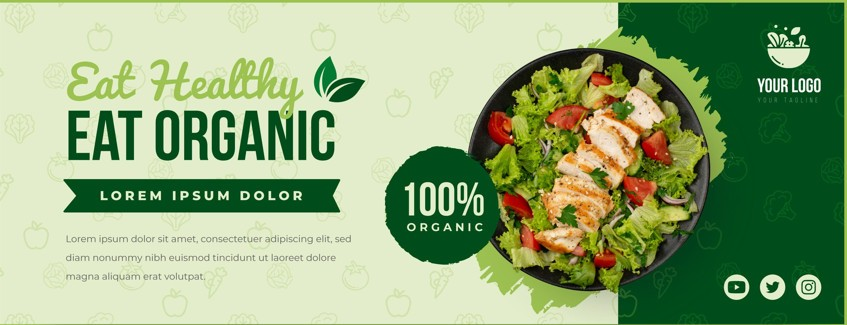 Eat Healthy
EAT ORGANIC
LOREM IPSUM DOLOR
Lorem ipsum dolor sit amet, consectetuer adipiscing elit, sed
diam nonummy nibh euismod tincidunt ut laoreet dolore
magna aliquam erat volutpat.
100%
ORGANIC
YOUR LOGO
YOUR TAGLINE